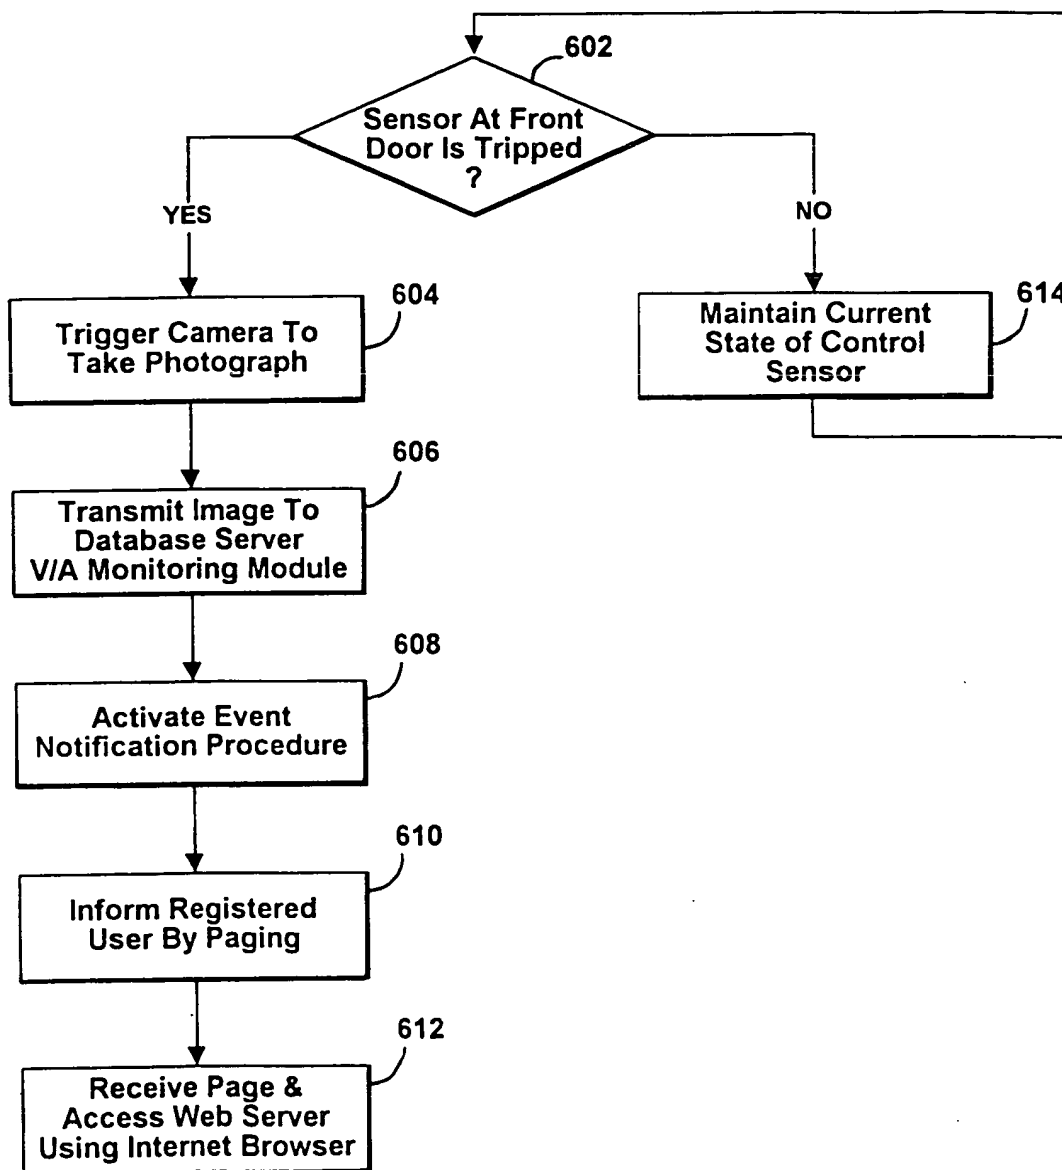 602
Sensor At Front
Door Is Tripped
?
YES
NO
604
Trigger Camera To
Take Photograph
614
Maintain Current
State of Control
Sensor
606
Transmit Image To
Database Server
V/A Monitoring Module
608
Activate Event
Notification Procedure
610
Inform Registered
User By Paging
612
Receive Page &
Access Web Server
Using Internet Browser